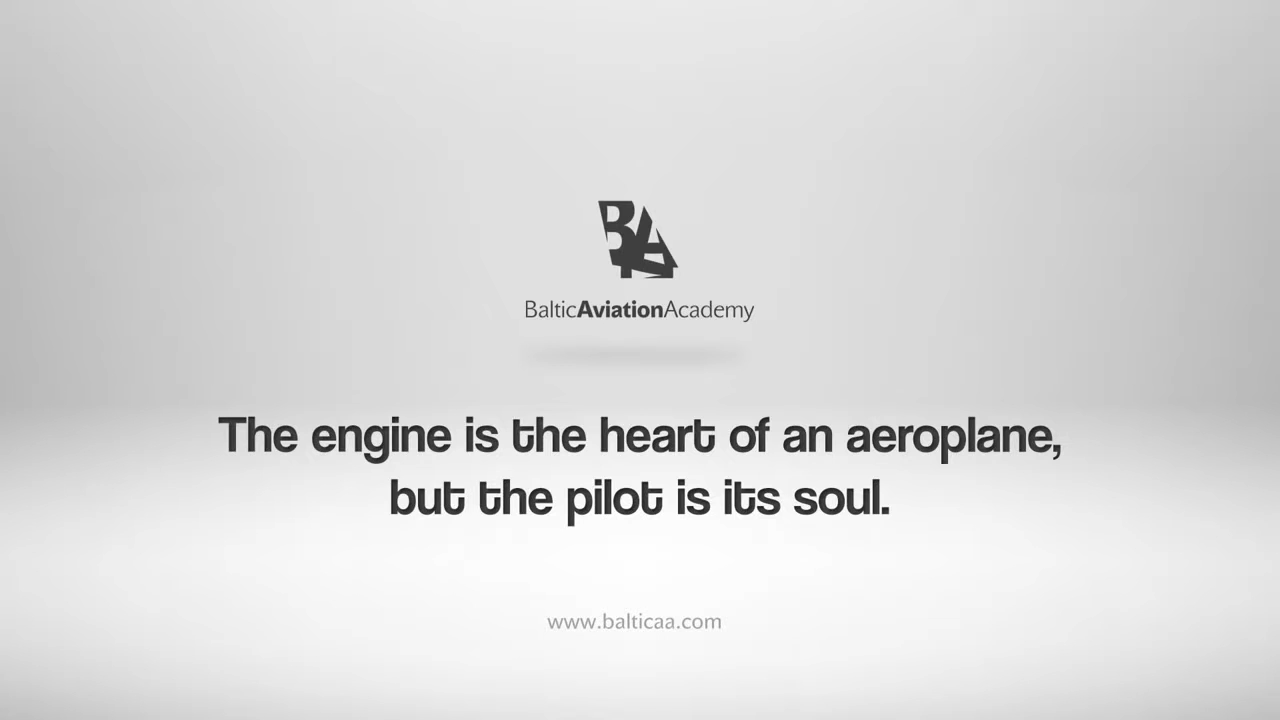 BA
BalticAviationAcademy
The engine is the heart of an aeroplane,
but the pilot is its soul.
www.balticaa.com